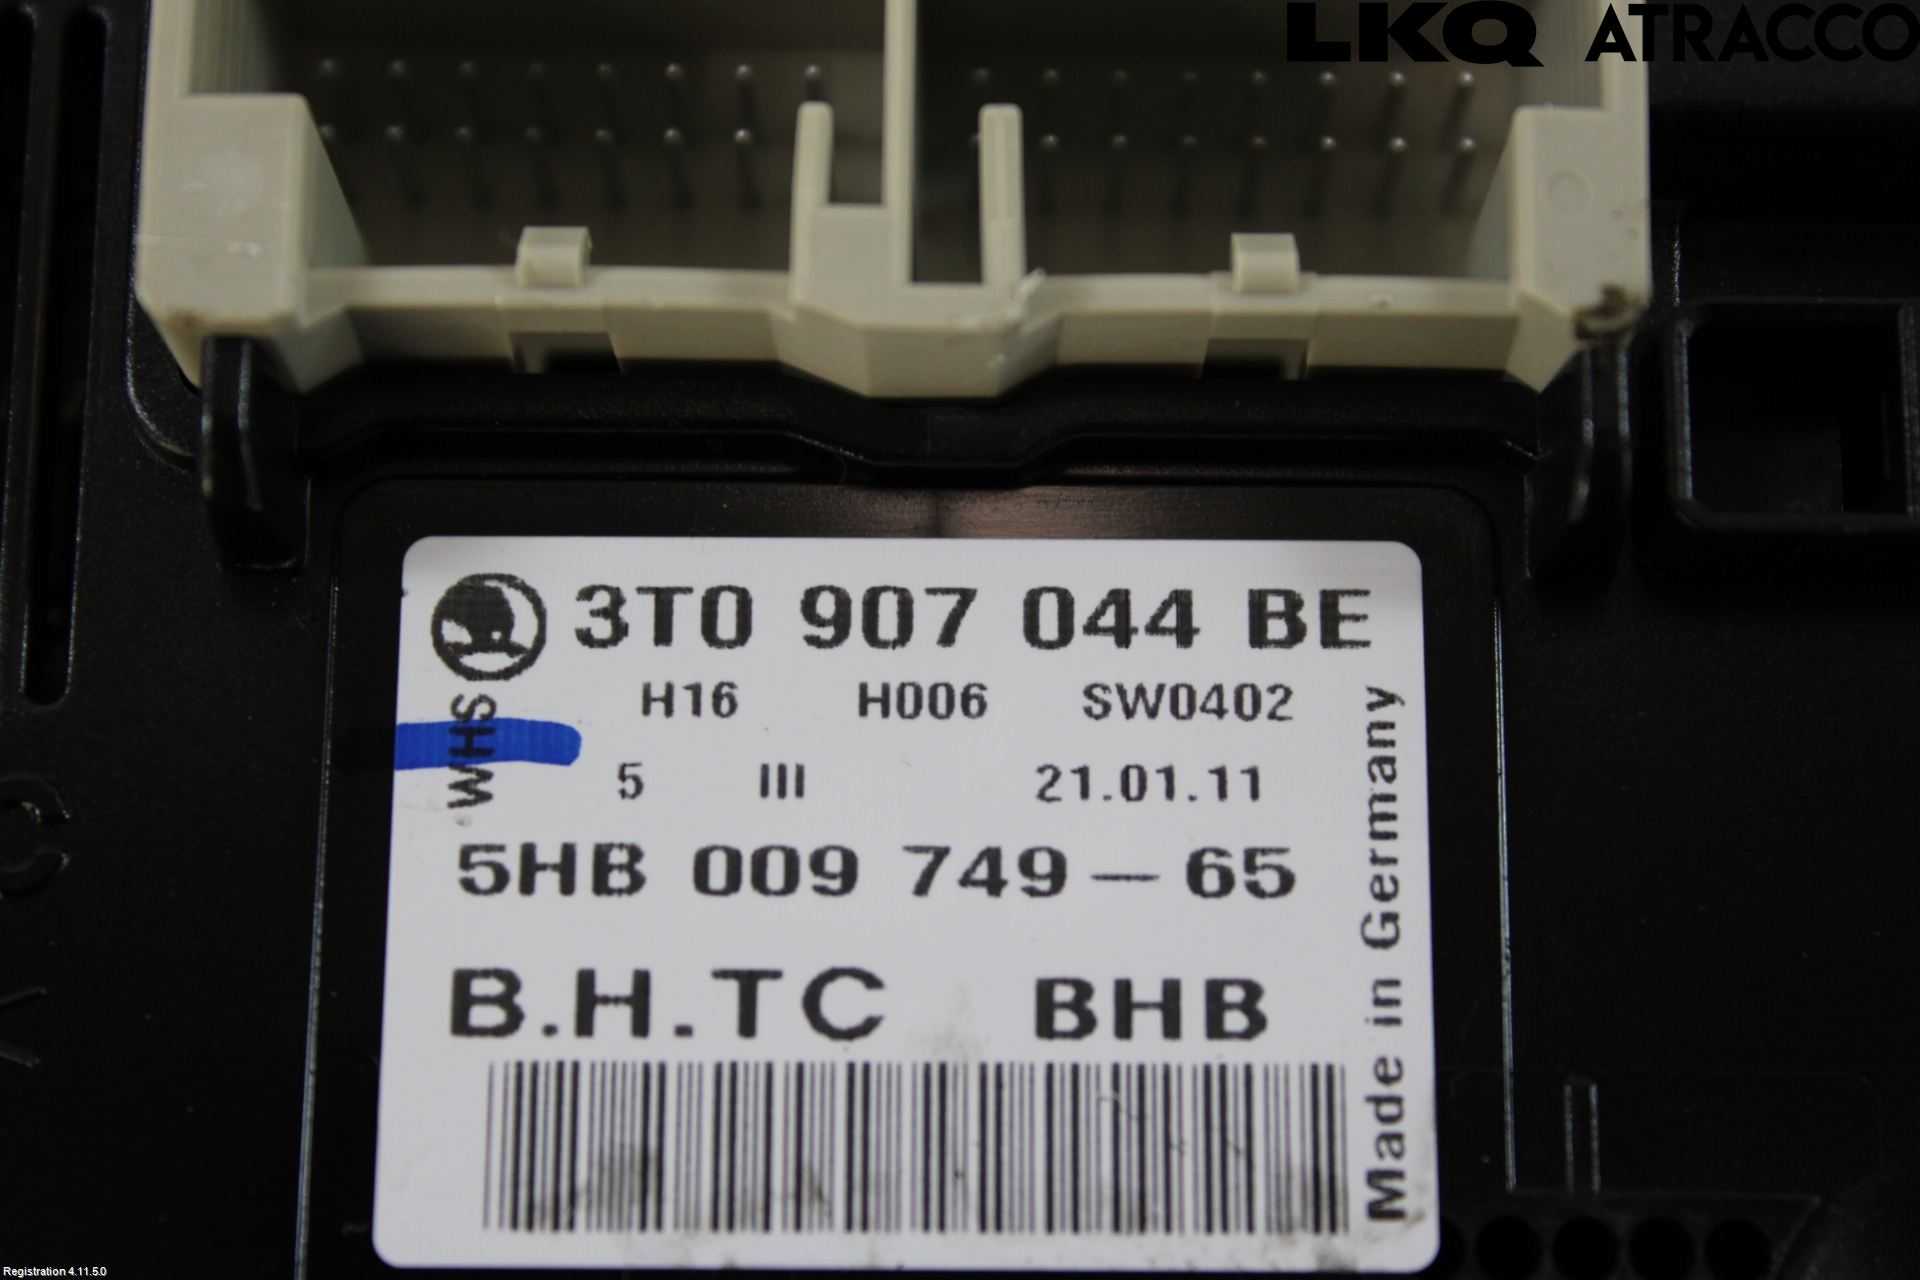 LKQ ATRACCO
3T0 907 044 BE
H16 H006 SW0402
WHS
5 III 21.01.11
5HB 009 749-65
B.H.TC BHB
Made in Germany
Registration 4.11.5.0